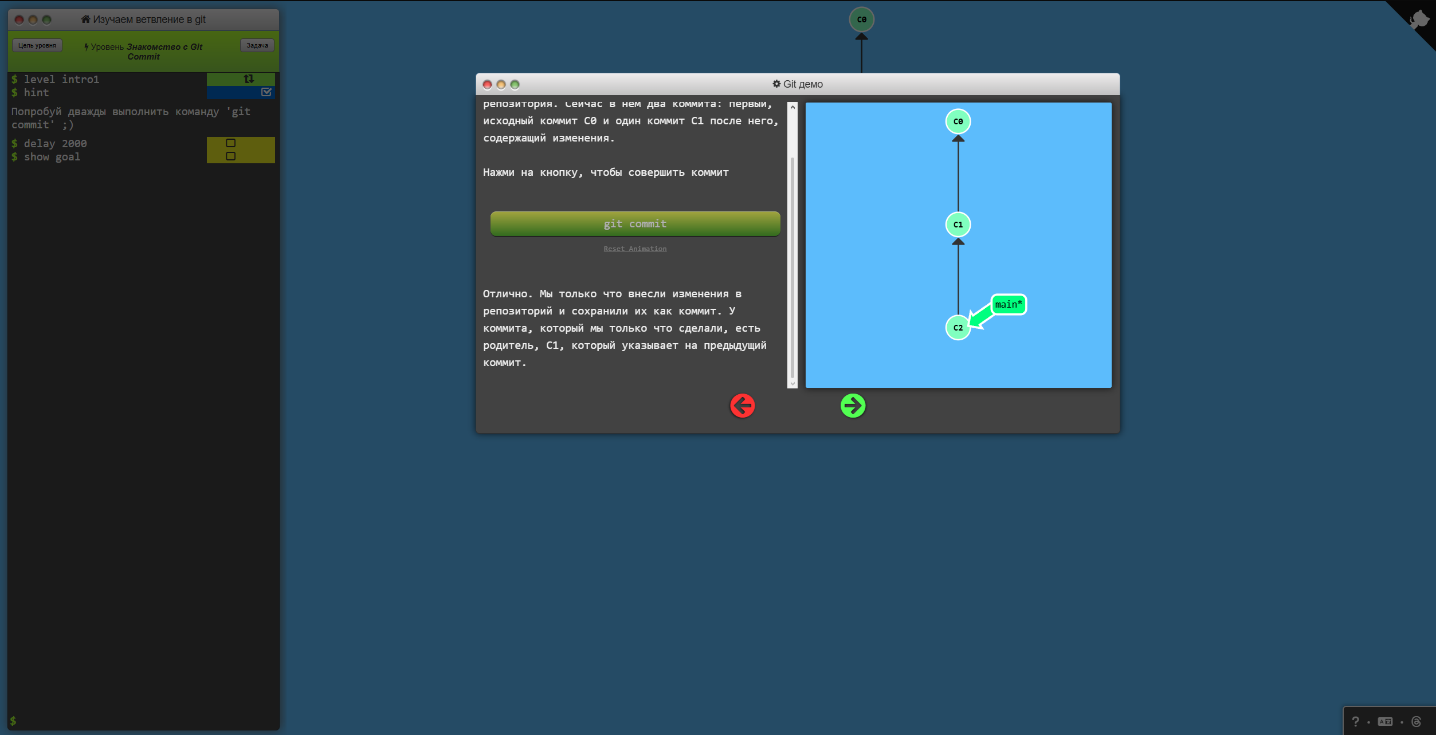 Изучаем ветвление в git
Цель уровня
Уровень Знакомство с Git
Commit
Задача
$ level intro1
$ hint
Попробуй дважды выполнить команду 'git
commit' ;)
$ delay 2000
$ show goal
$
C0
Git демо
репозитория. Сейчас в нём два коммита: первый,
исходный коммит C0 и один коммит C1 после него,
содержащий изменения.
Нажми на кнопку, чтобы совершить коммит
git commit
Reset Animation
Отлично. Мы только что внесли изменения в
репозиторий и сохранили их как коммит. У
коммита, который мы только что сделали, есть
родитель, C1, который указывает на предыдущий
коммит.
C0
C1
main*
C2
?